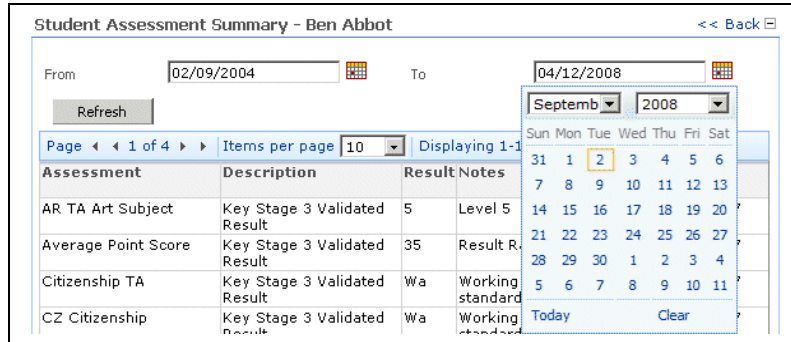 Student Assessment Summary - Ben Abbot << Back
From 02/09/2004 To 04/12/2008
Refresh
Septemb 2008
Page 1 of 4 Items per page 10 Displaying 1-1
Sun Mon Tue Wed Thu Fri Sat
31 1 2 3 4 5 6
7 8 9 10 11 12 13
14 15 16 17 18 19 20
21 22 23 24 25 26 27
28 29 30 1 2 3 4
5 6 7 8 9 10 11
Today Clear
Assessment Description Result Notes
AR TA Art Subject Key Stage 3 Validated 5 Level 5
Result
Average Point Score Key Stage 3 Validated 35 Result R
Result
Citizenship TA Key Stage 3 Validated Wa Working
Result standard
CZ Citizenship Key Stage 3 Validated Wa Working
Result standard